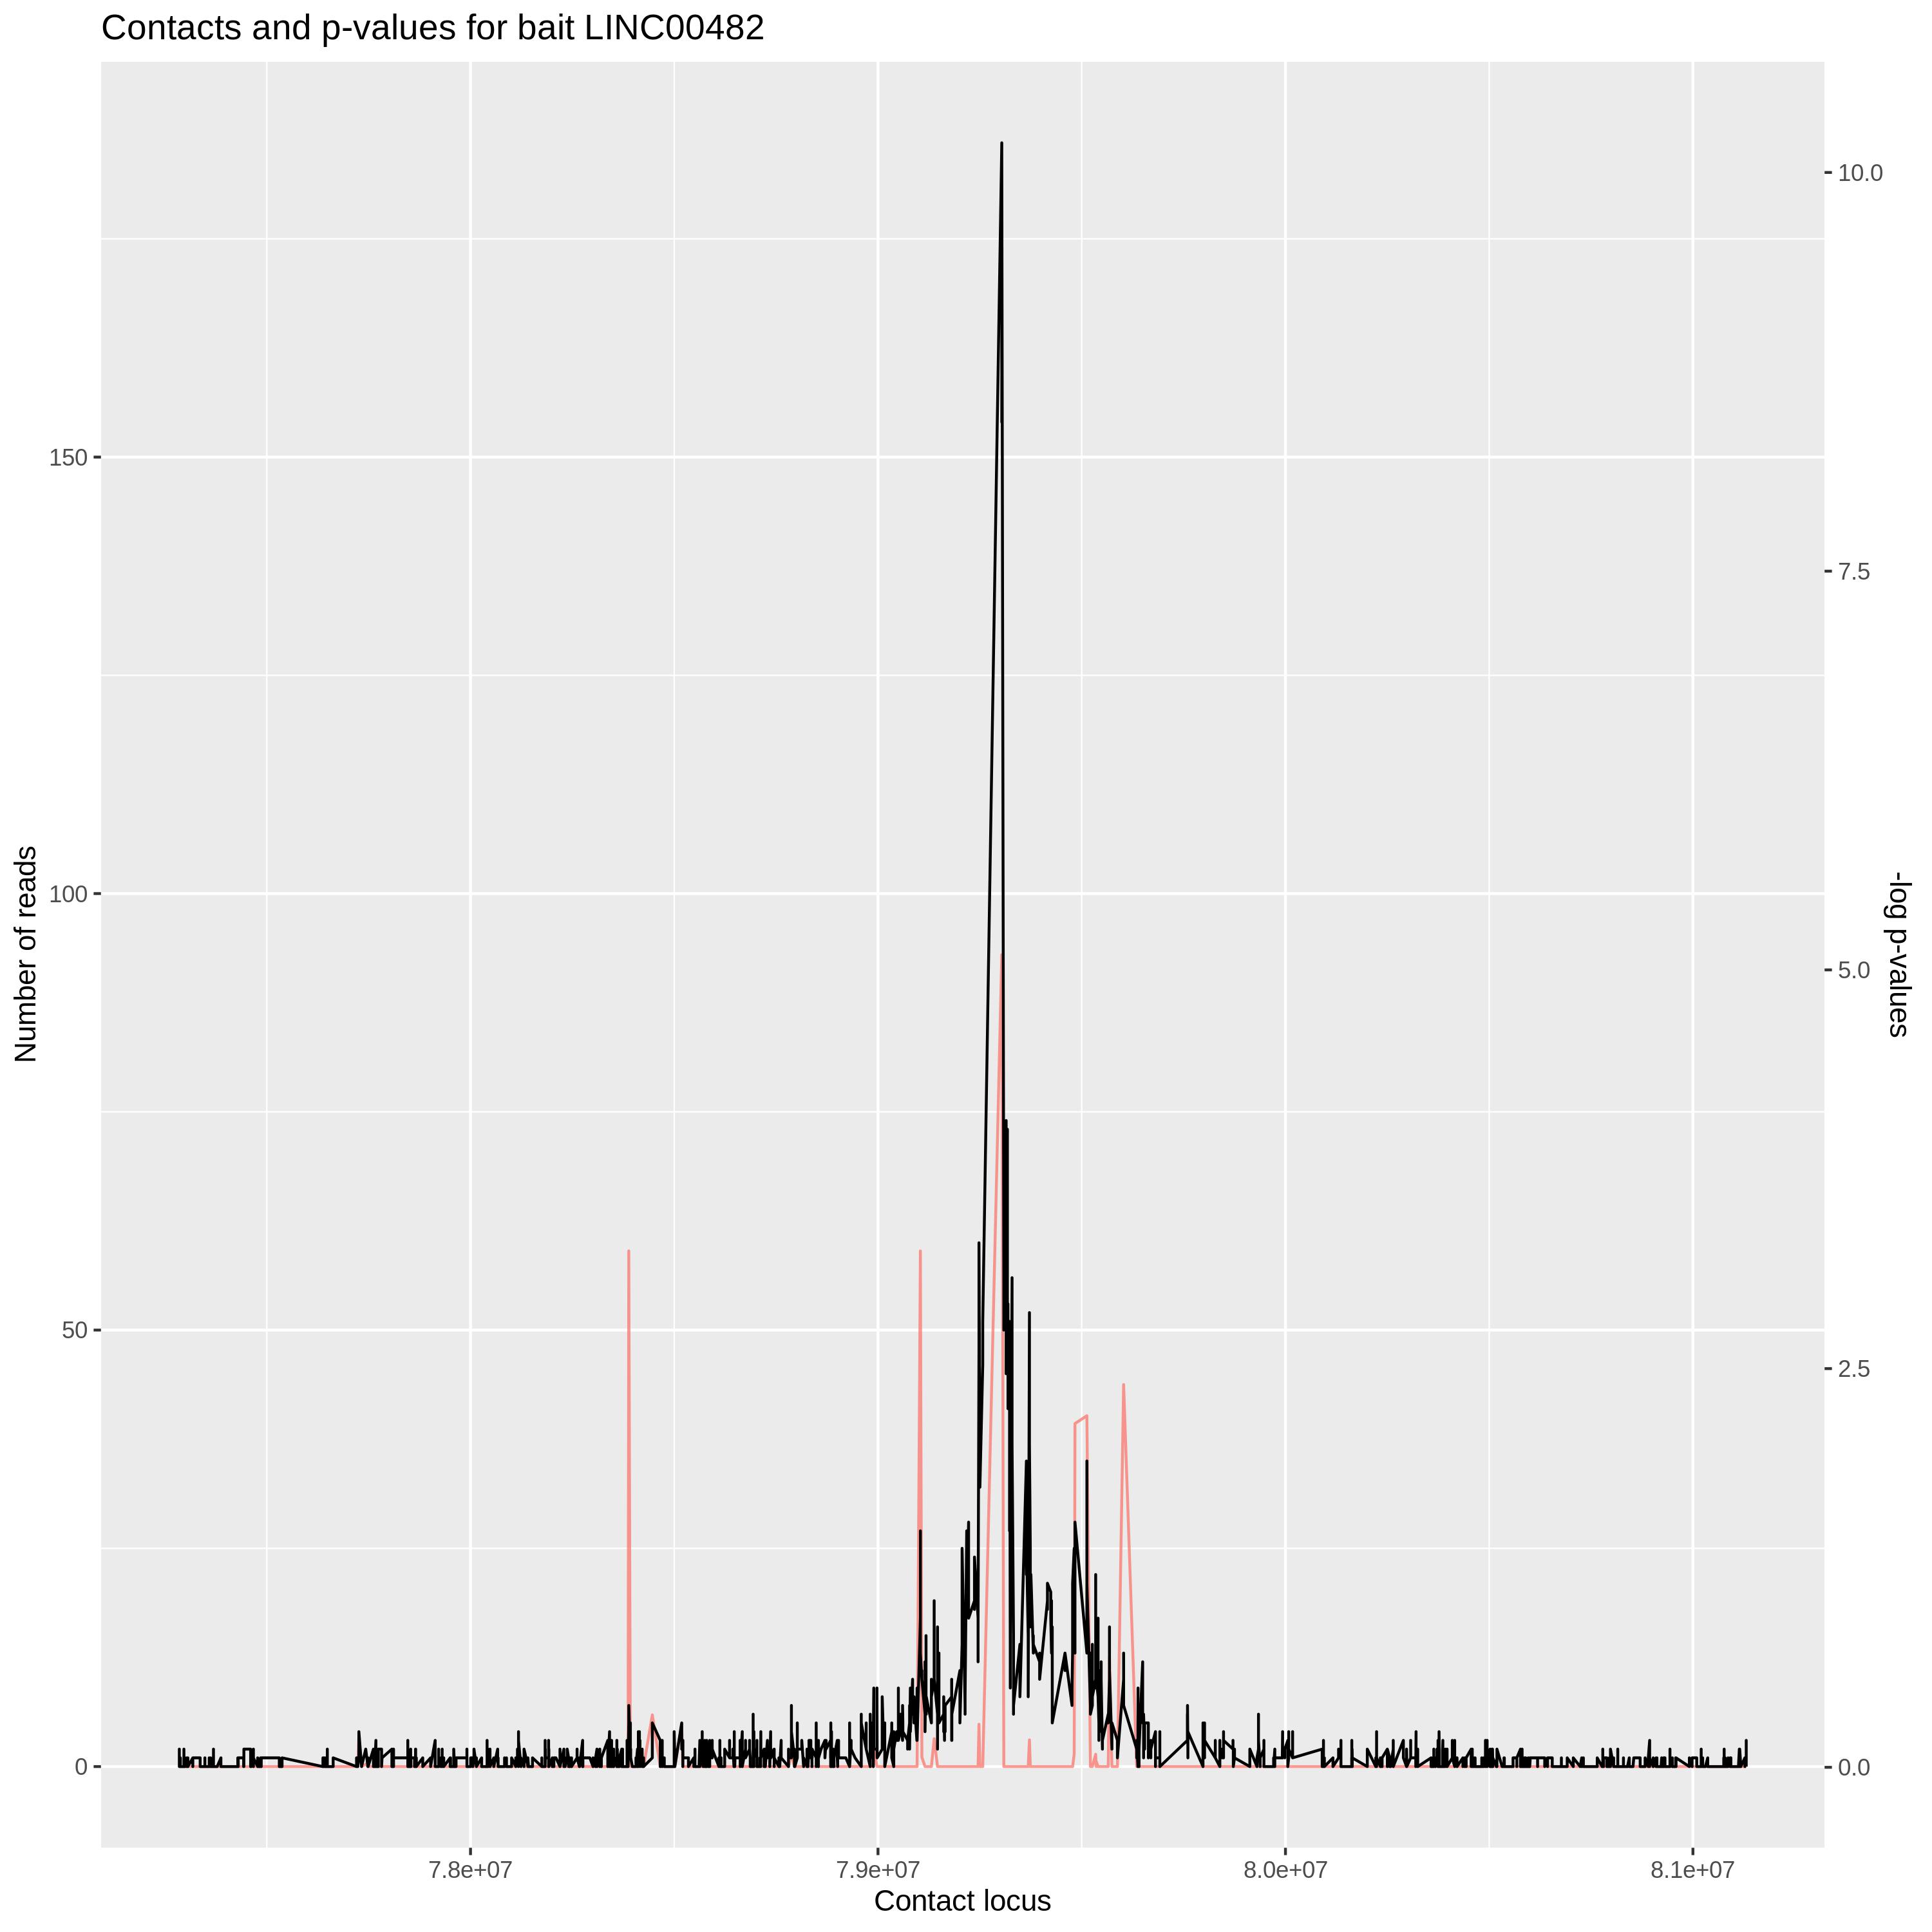 Contacts and p-values for bait LINC00482
Number of reads
150
100
50
0
10.0
7.5
5.0
2.5
0.0
-log p-values
7.8e+07
7.9e+07
8.0e+07
8.1e+07
Contact locus